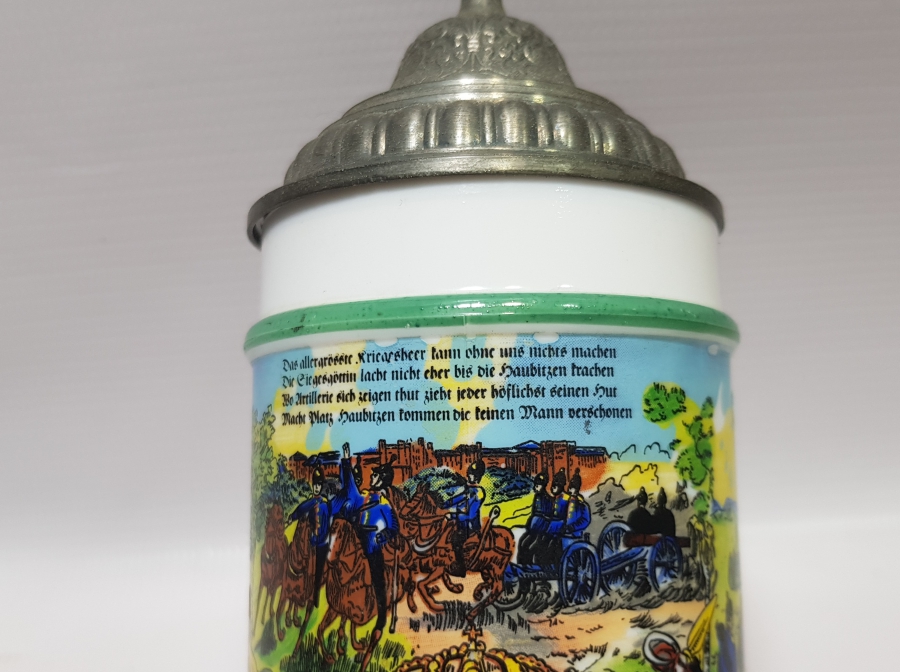 Das allergrösste Kriegsheer kann ohne uns nichts machen
Die Siegesgöttin lacht nicht eher bis die Haubitzen krachen
Wo Artillerie sich zeigen thut zieht jeder höflichst seinen Hut
Macht Platz Haubitzen kommen die keinen Mann verschonen